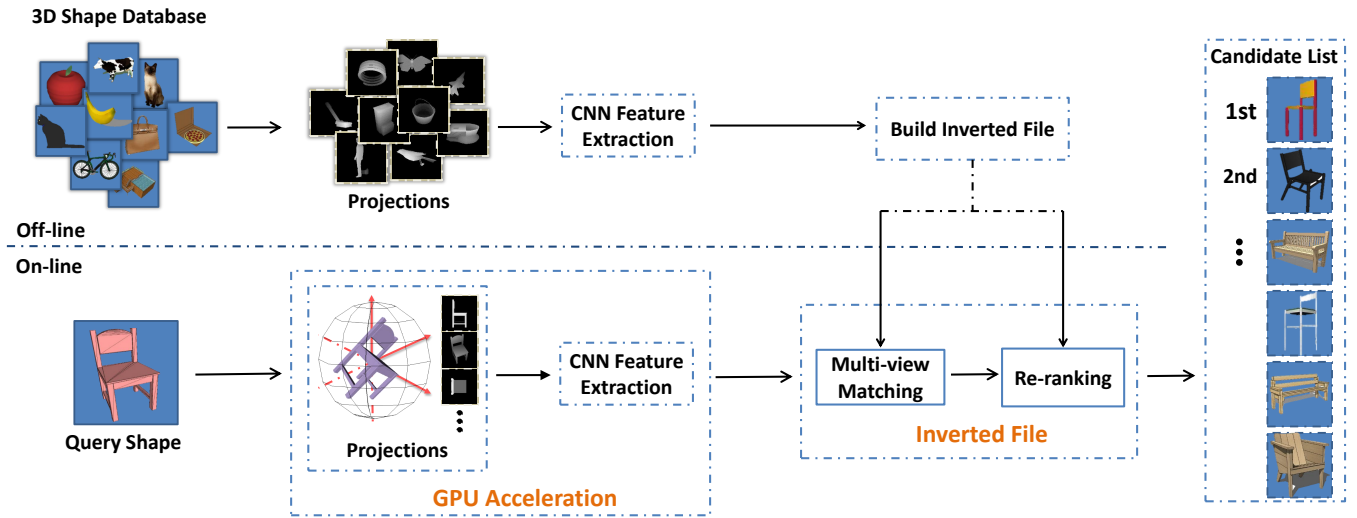 3D Shape Database
Projections
CNN Feature
Extraction
Build Inverted File
Off-line
On-line
Query Shape
Projections
CNN Feature
Extraction
GPU Acceleration
Multi-view
Matching
Re-ranking
Inverted File
Candidate List
1st
2nd